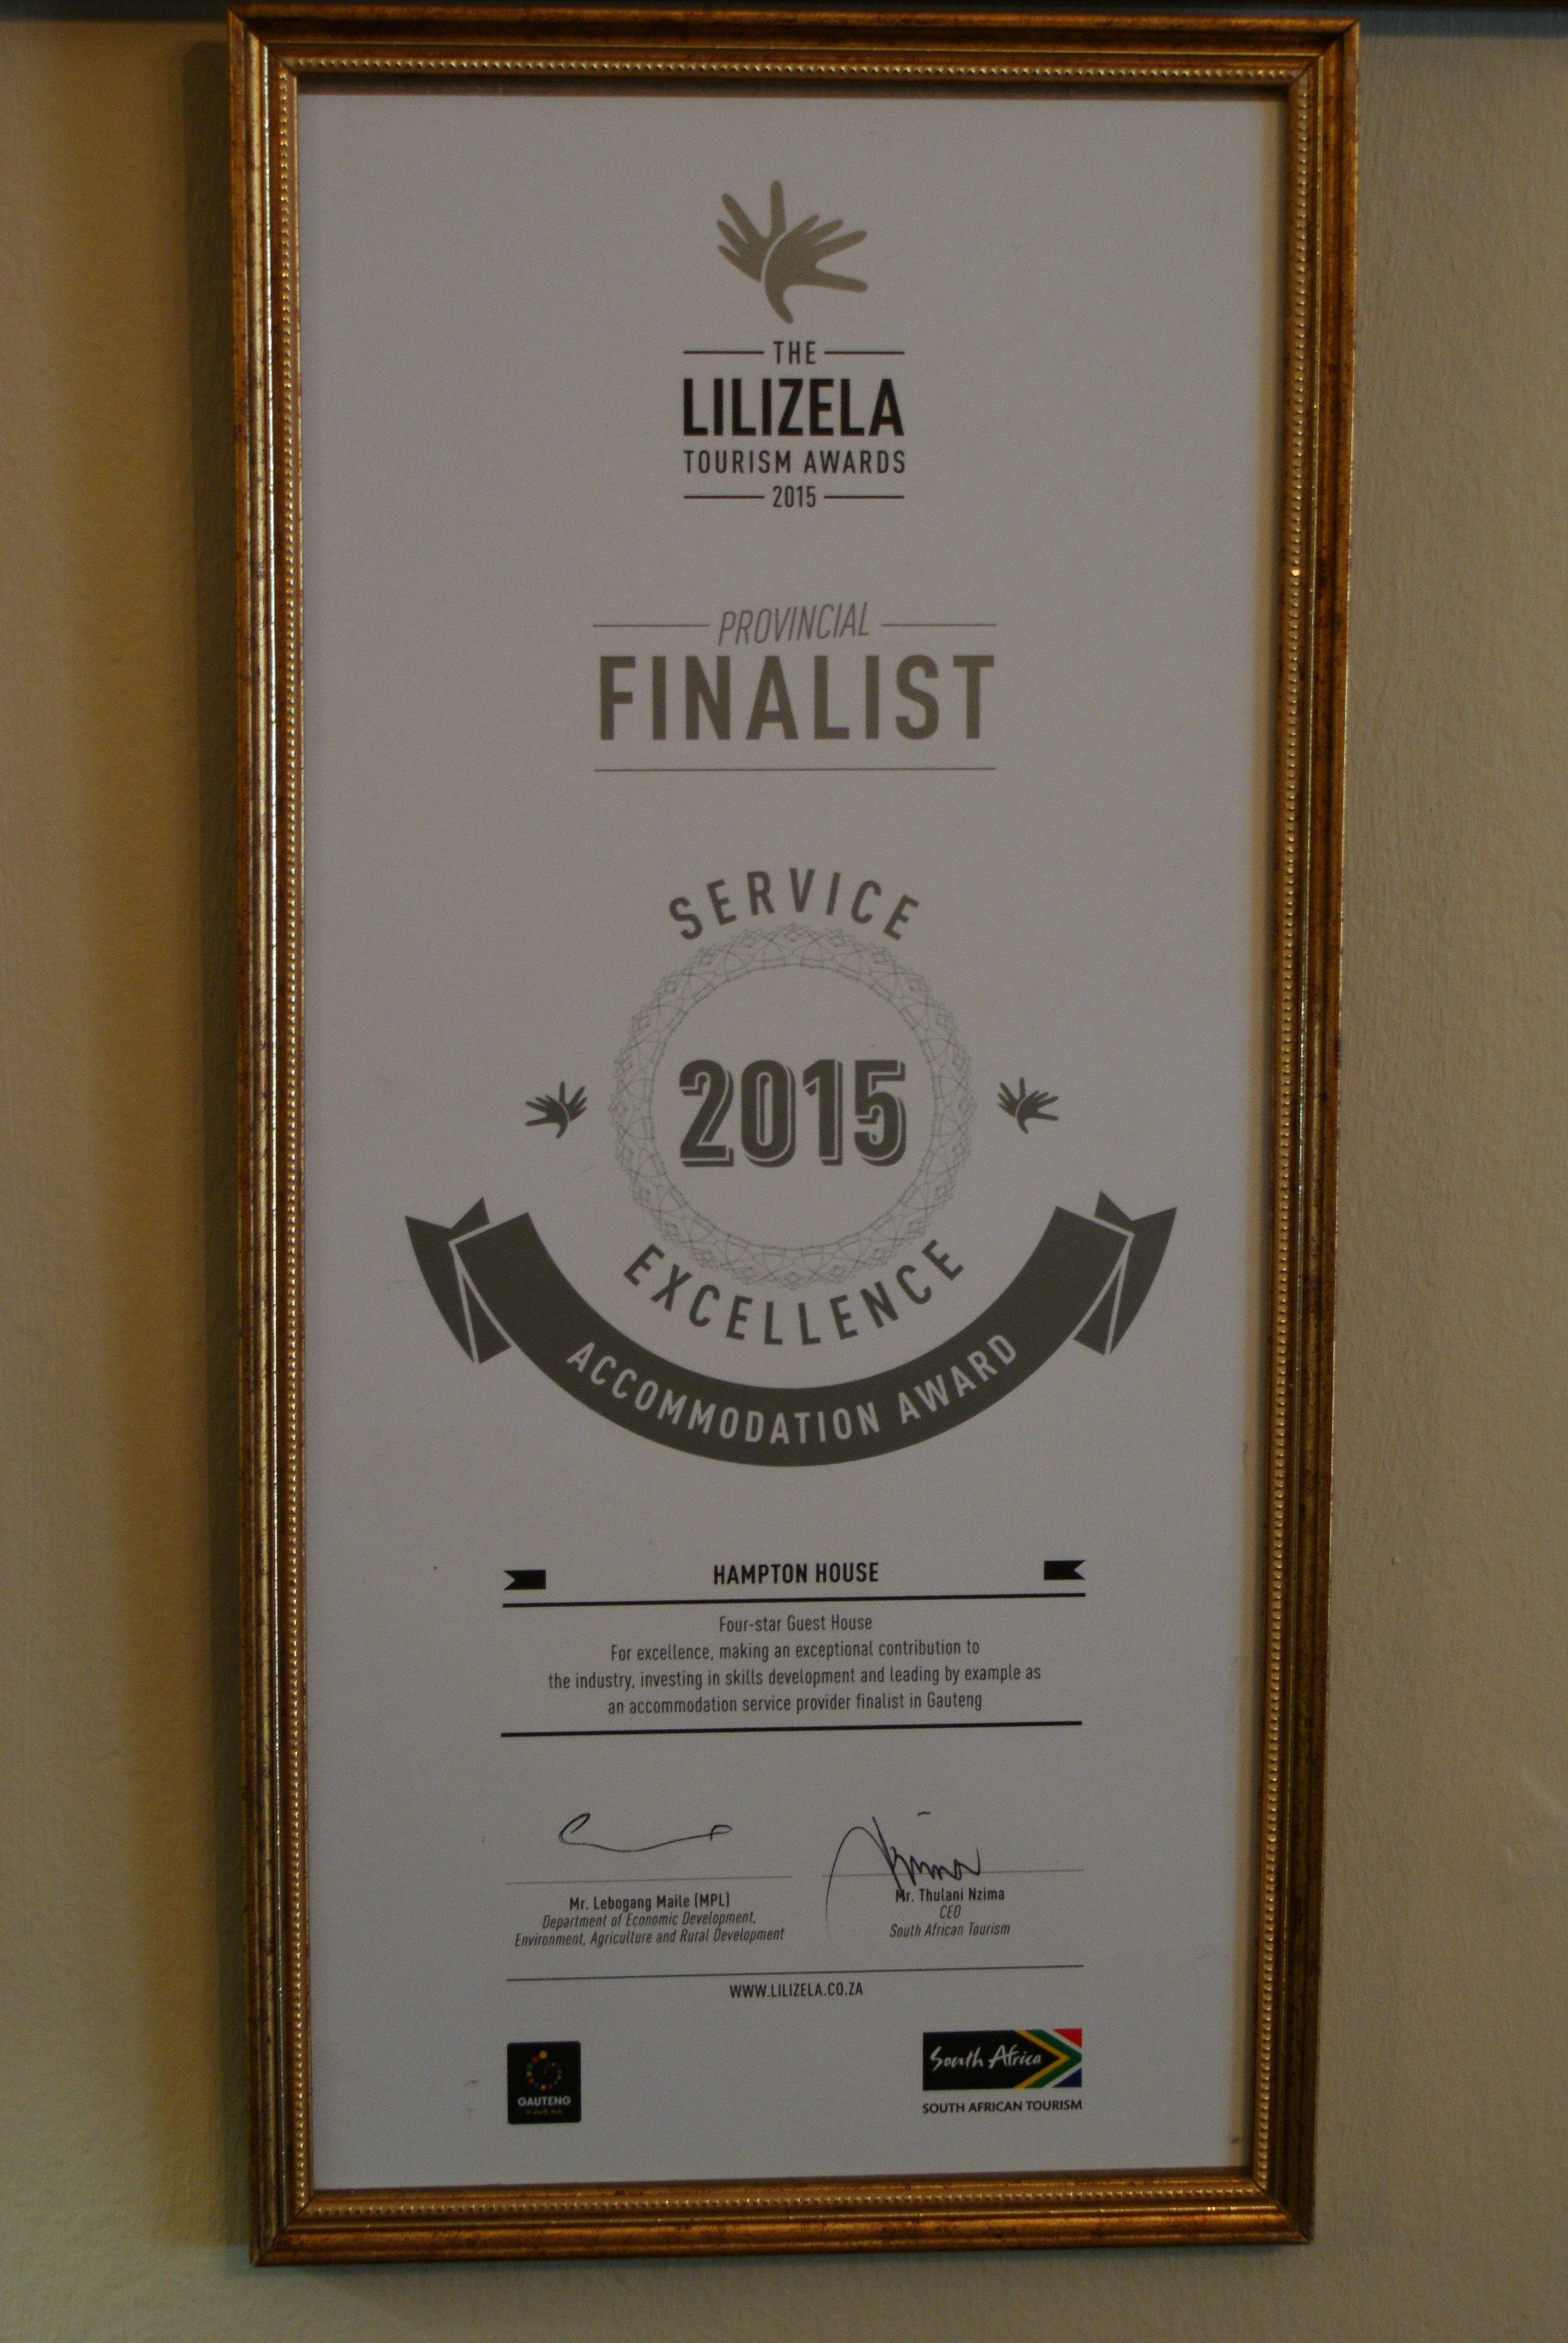 THE
LILIZELA
TOURISM AWARDS
2015
PROVINCIAL
FINALIST
SERVICE
2015
EXCELLENCE
ACCOMMODATION AWARD
HAMPTON HOUSE
Four-star Guest House
For excellence, making an exceptional contribution to
the industry, investing in skills development and leading by example as
an accommodation service provider finalist in Gauteng
Mr. Lebogang Maile (MPL)
Department of Economic Development,
Environment, Agriculture and Rural Development
Mr. Thulani Nzima
CEO
South African Tourism
WWW.LILIZELA.CO.ZA
GAUTENG
South Africa
SOUTH AFRICAN TOURISM